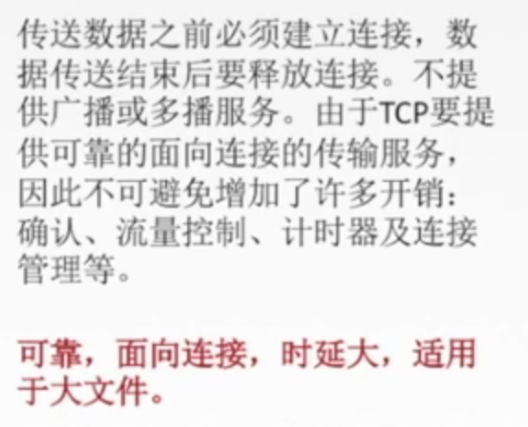 传送数据之前必须建立连接，数
据传送结束后要释放连接。不提
供广播或多播服务。由于TCP要提
供可靠的面向连接的传输服务，
因此不可避免增加了许多开销：
确认、流量控制、计时器及连接
管理等。
可靠，面向连接，时延大，适用
于大文件。